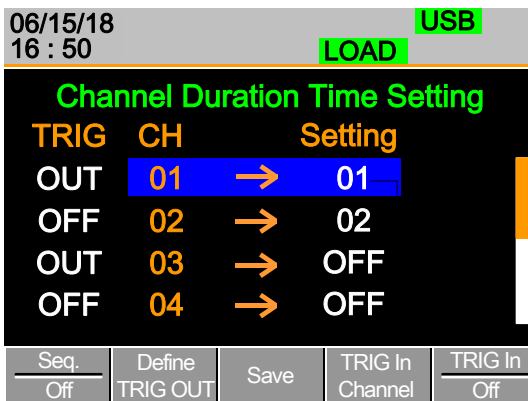 06/15/18 USB
16 : 50 LOAD
Channel Duration Time Setting
TRIG CH Setting
OUT 01 → 01
OFF 02 → 02
OUT 03 → OFF
OFF 04 → OFF
Seq. Define Save TRIG In TRIG In
Off TRIG OUT Channel Off